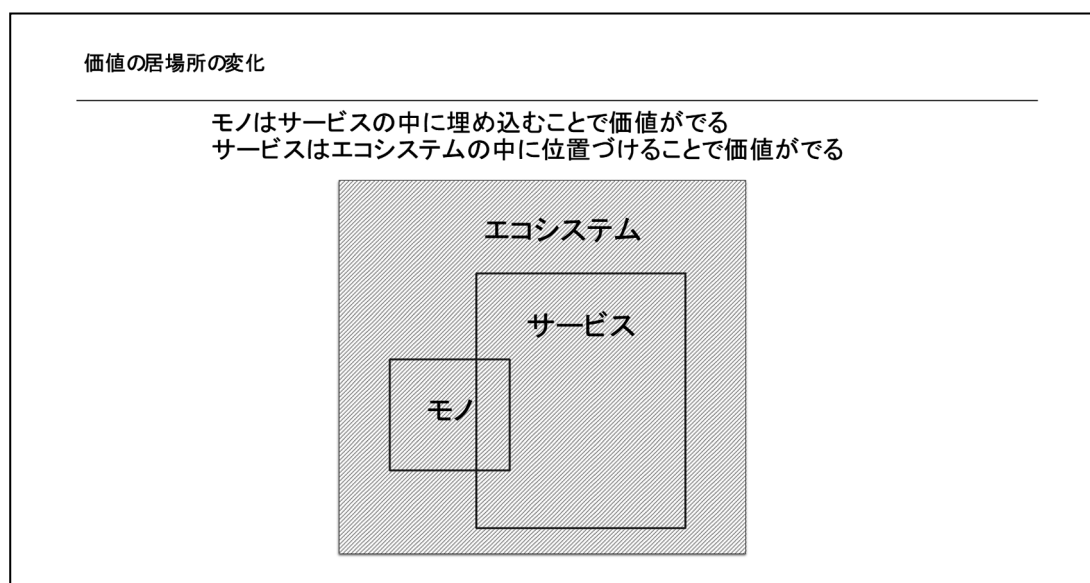 価値の居場所の変化
モノはサービスの中に埋め込むことで価値がでる
サービスはエコシステムの中に位置づけることで価値がでる
エコシステム
サービス
モノ